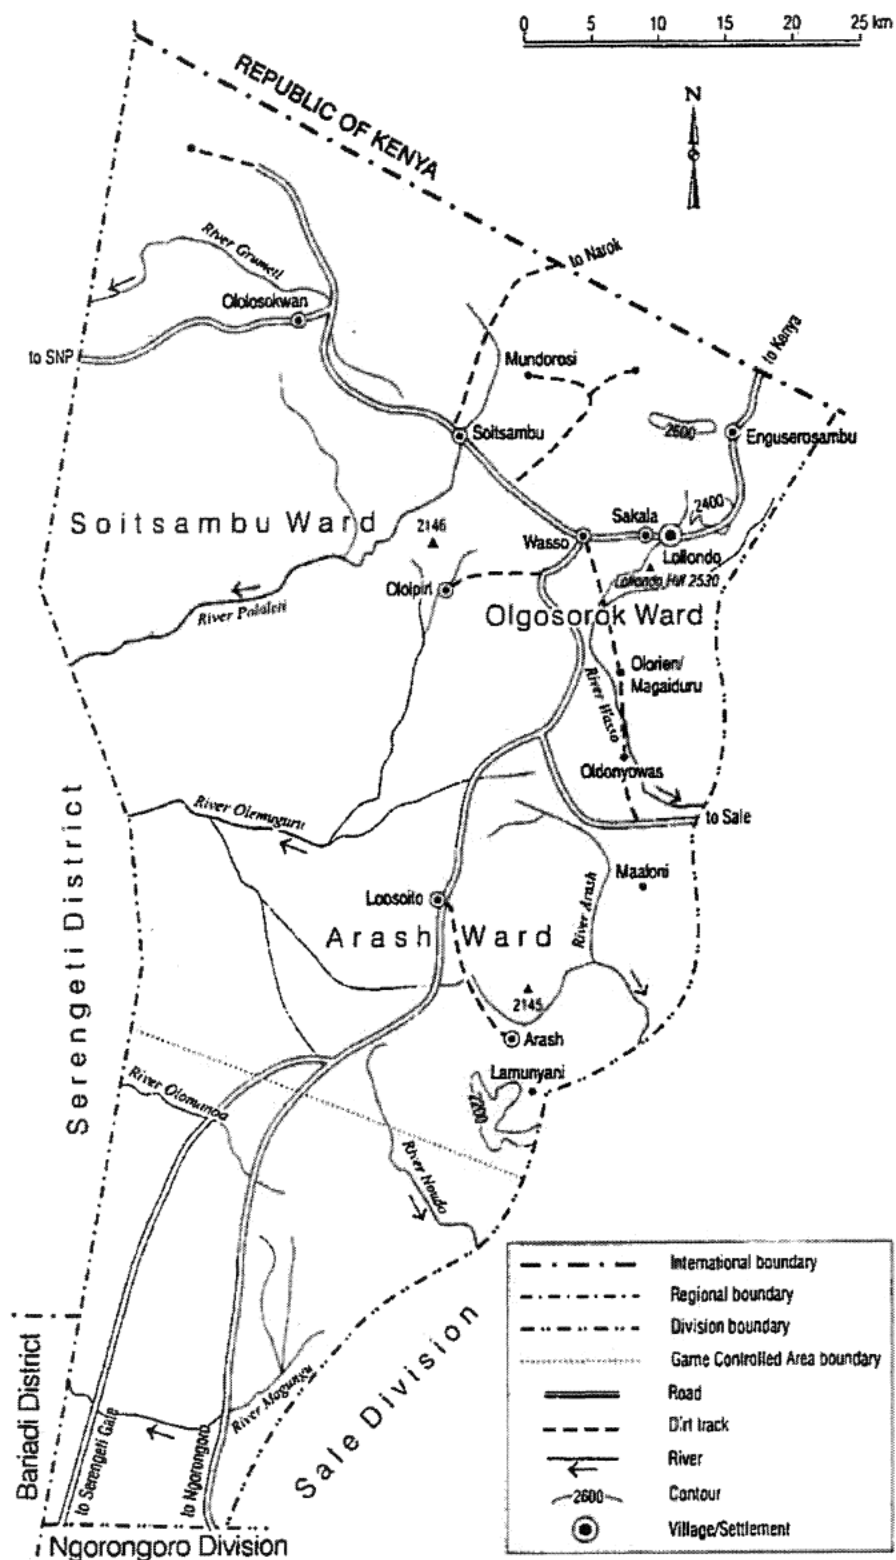 0 5 10 15 20 25 km
REPUBLIC OF KENYA
N
River Grumeti
to Narok
Ololosokwan
to SNP
Mundorosi
to Kenya
2600
Soitsambu
Enguserosambu
2400
Soitsambu Ward
2146
Sakala
Wasso
Loliondo
Loliondo Hill 2530
Ololpiri
River Pololeti
Olgosorok Ward
Olorien/
Magaiduru
River Wasso
Oldonyowas
River Olemuguru
to Sale
Serengeti District
Maaloni
Loosoito
River Arash
Arash Ward
2145
Arash
Lamunyani
River Olomunoa
2200
River Nondo
Bariadi District
Sale Division
River Mogungu
to Serengeti Gate
to Ngorongoro
Ngorongoro Division
International boundary
Regional boundary
Division boundary
Game Controlled Area boundary
Road
Dirt track
River
2600
Contour
Village/Settlement